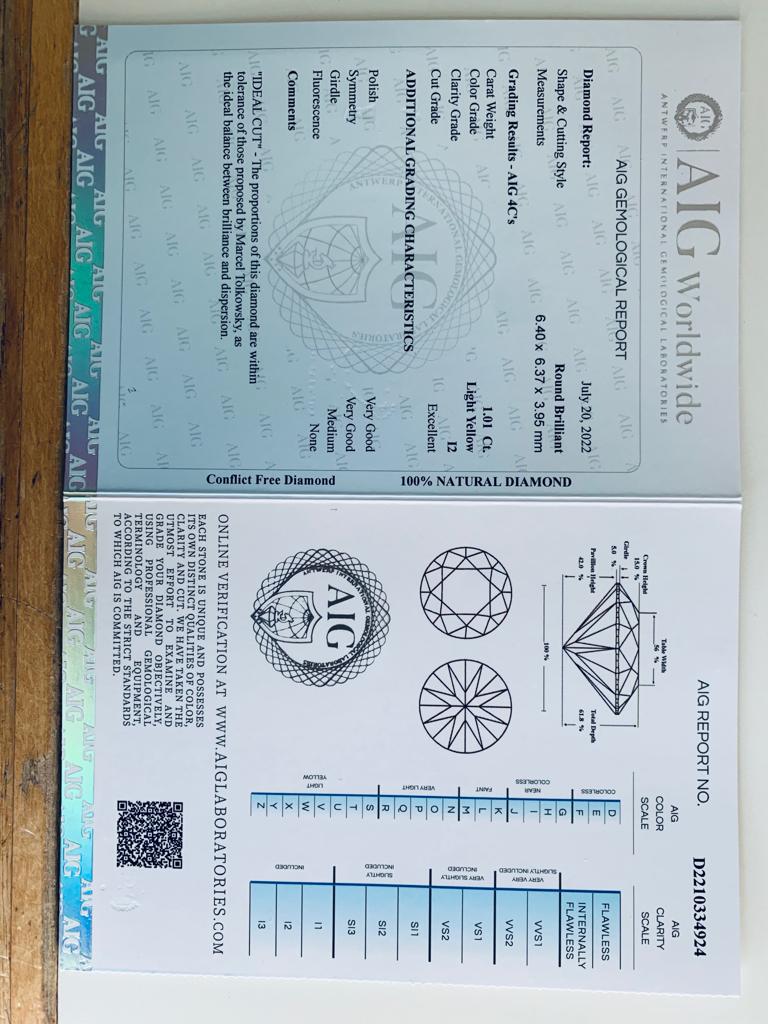 AIG Worldwide
ANTWERP INTERNATIONAL GEMOLOGICAL LABORATORIES
AIG GEMOLOGICAL REPORT
Diamond Report: July 20, 2022
Shape & Cutting Style Round Brilliant
Measurements 6.40 x 6.37 x 3.95 mm
Grading Results - AIG 4C's
Carat Weight 1.01 Ct.
Color Grade Light Yellow
Clarity Grade I2
Cut Grade Excellent
ADDITIONAL GRADING CHARACTERISTICS
Polish Very Good
Symmetry Very Good
Girdle Medium
Fluorescence None
Comments
"IDEAL CUT" - The proportions of this diamond are within
tolerance of those proposed by Marcel Tolkowsky, as
the ideal balance between brilliance and dispersion.
100% NATURAL DIAMOND
Conflict Free Diamond
AIG REPORT NO. D2210334924
Table Width
56 %
Crown Height
15.0 %
Girdle
5.0 %
Pavillion Height
42.0 %
Total Depth
61.8 %
100 %
AIG
COLOR
SCALE
D
E
F
G
H
I
J
K
L
M
N
O
P
Q
R
S
T
U
V
W
X
Y
Z
COLORLESS
NEAR
COLORLESS
FAINT
VERY LIGHT
LIGHT
YELLOW
AIG
CLARITY
SCALE
FLAWLESS
INTERNALLY
FLAWLESS
VVS1
VVS2
VS1
VS2
SI1
SI2
SI3
I1
I2
I3
VERY VERY
SLIGHTLY INCLUDED
VERY SLIGHTLY
INCLUDED
SLIGHTLY
INCLUDED
INCLUDED
AIG
ANTWERP INTERNATIONAL GEMOLOGICAL LABORATORIES
ONLINE VERIFICATION AT WWW.AIGLABORATORIES.COM
EACH STONE IS UNIQUE AND POSSESSES
ITS OWN DISTINCT QUALITIES OF COLOR,
CLARITY AND CUT. WE HAVE TAKEN THE
UTMOST EFFORT TO EXAMINE AND
GRADE YOUR DIAMOND OBJECTIVELY,
USING PROFESSIONAL GEMOLOGICAL
TERMINOLOGY AND EQUIPMENT,
ACCORDING TO THE STRICT STANDARDS
TO WHICH AIG IS COMMITTED.